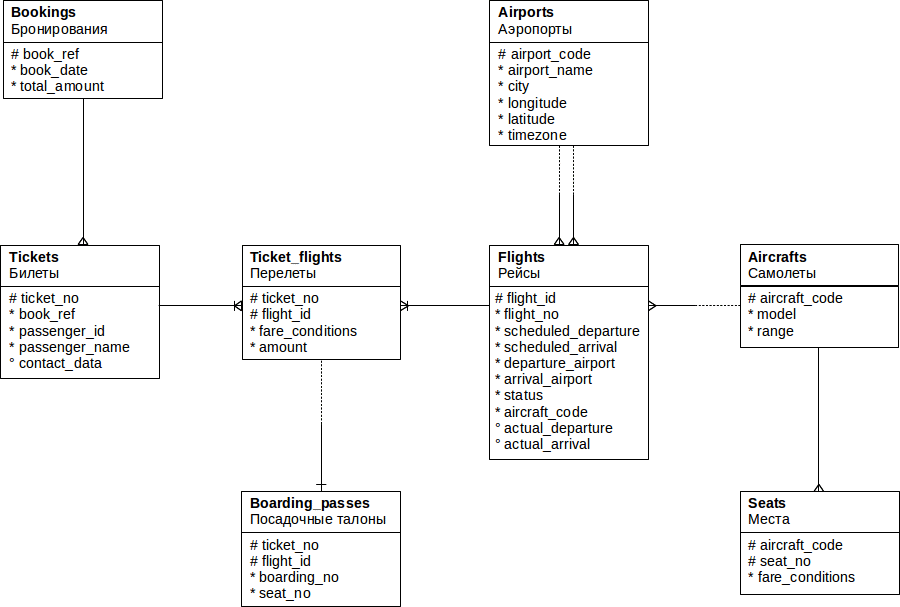 Bookings
Бронирования
# book_ref
* book_date
* total_amount
Airports
Аэропорты
# airport_code
* airport_name
* city
* longitude
* latitude
* timezone
Tickets
Билеты
# ticket_no
* book_ref
* passenger_id
* passenger_name
° contact_data
Ticket_flights
Перелеты
# ticket_no
# flight_id
* fare_conditions
* amount
Flights
Рейсы
# flight_id
* flight_no
* scheduled_departure
* scheduled_arrival
* departure_airport
* arrival_airport
* status
* aircraft_code
° actual_departure
° actual_arrival
Aircrafts
Самолеты
# aircraft_code
* model
* range
Boarding_passes
Посадочные талоны
# ticket_no
# flight_id
* boarding_no
* seat_no
Seats
Места
# aircraft_code
# seat_no
* fare_conditions